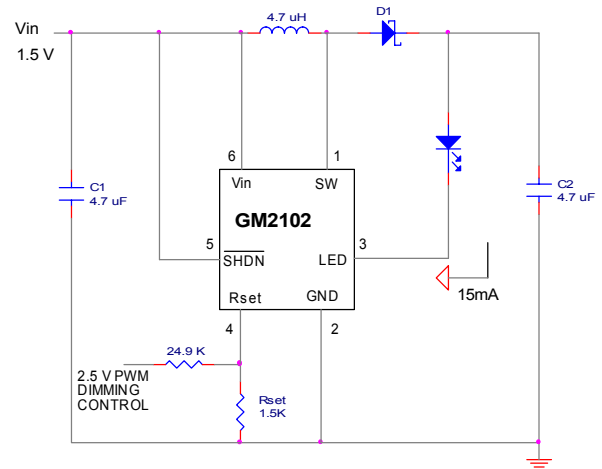 D1
4.7 uH
Vin
1.5 V
6
1
Vin
SW
C1
4.7 uF
C2
4.7 uF
GM2102
5
3
SHDN
LED
15mA
Rset
GND
4
2
24.9 K
2.5 V PWM
DIMMING
CONTROL
Rset
1.5K